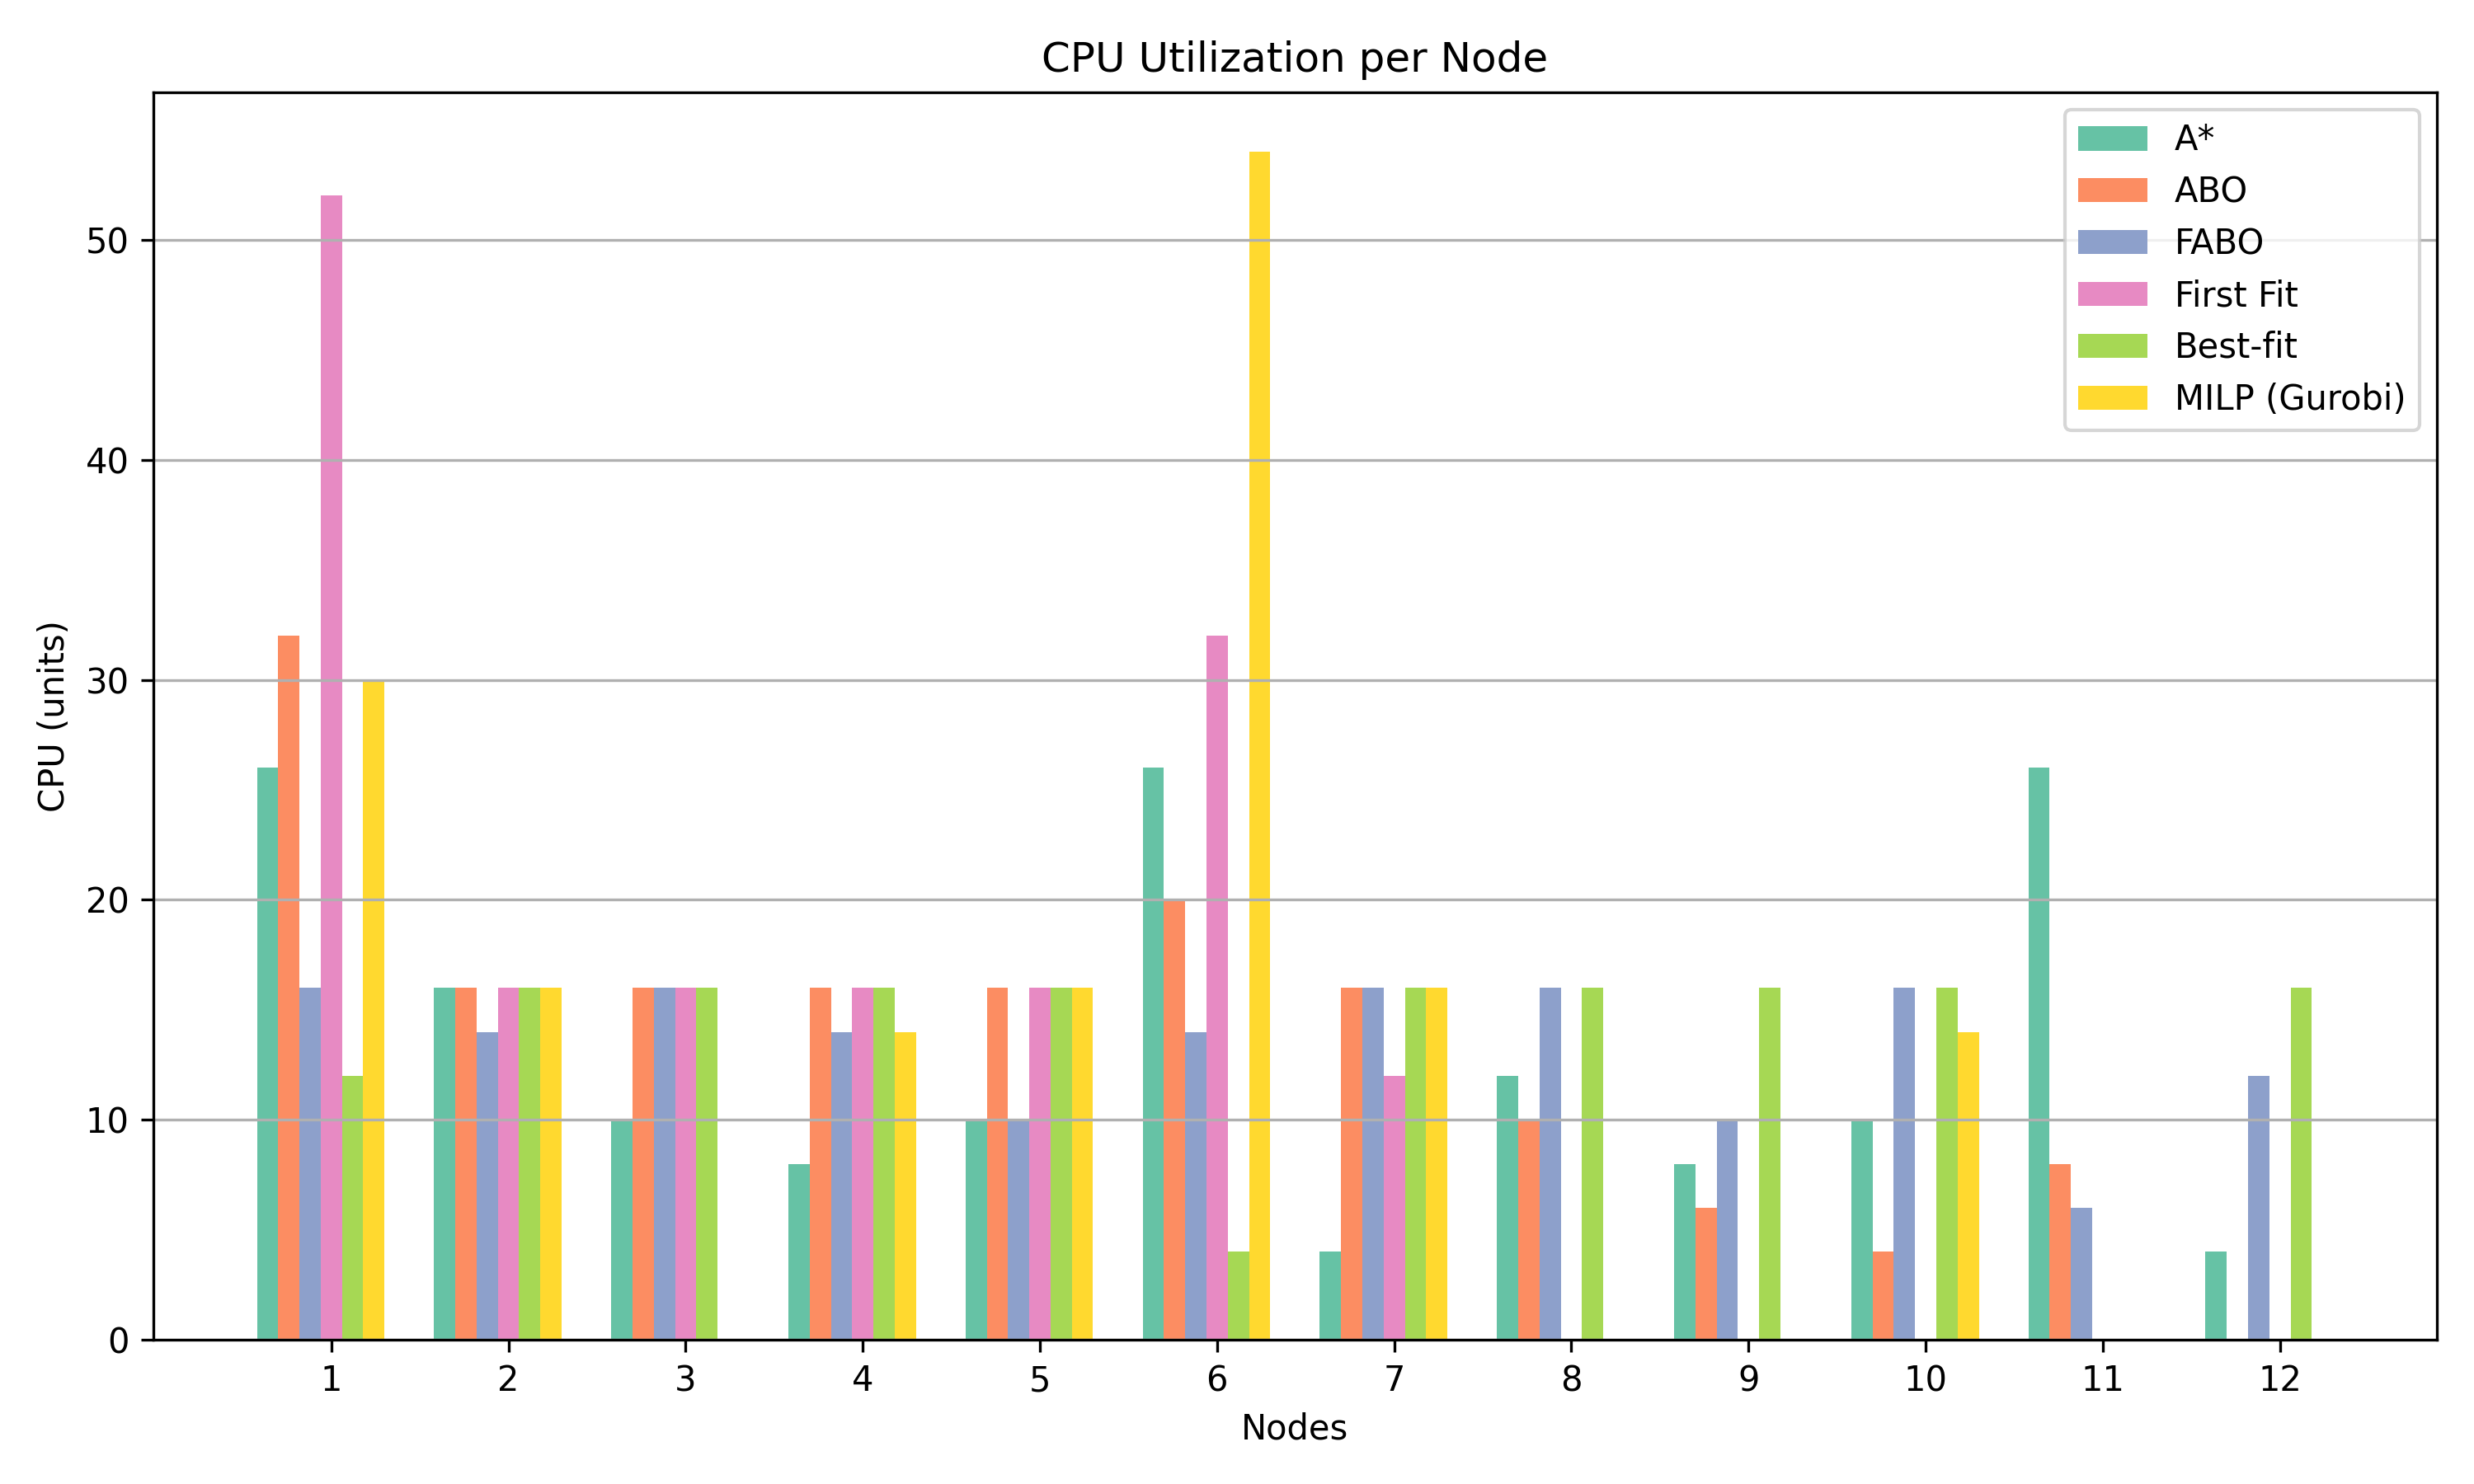 CPU Utilization per Node
A*
ABO
FABO
First Fit
Best-fit
MILP (Gurobi)
CPU (units)
50
40
30
20
10
0
1 2 3 4 5 6 7 8 9 10 11 12
Nodes